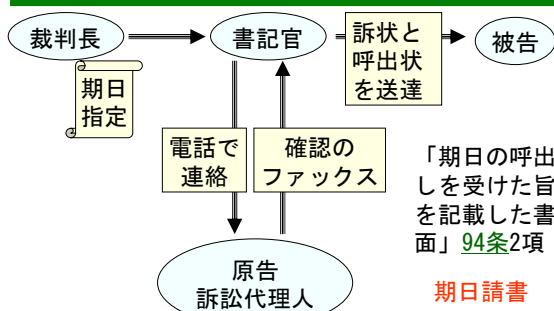 裁判長
書記官
訴状と
呼出状
を送達
被告
期日
指定
電話で
連絡
確認の
ファックス
「期日の呼出
しを受けた旨
を記載した書
面」94条2項
原告
訴訟代理人
期日請書